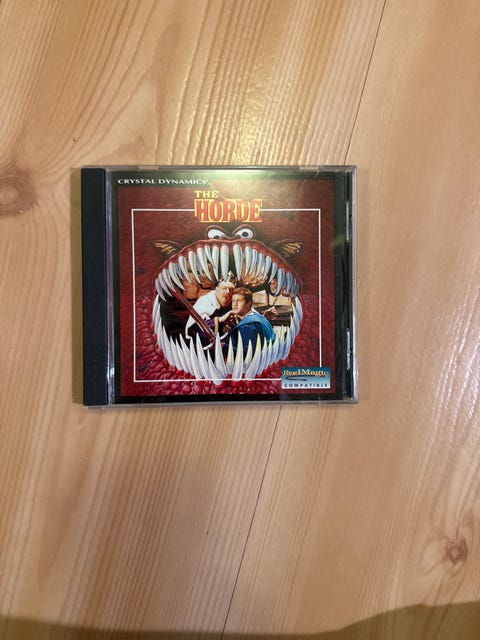 CRYSTAL DYNAMICS
THE
HORDE
ReelMagic
COMPATIBLE